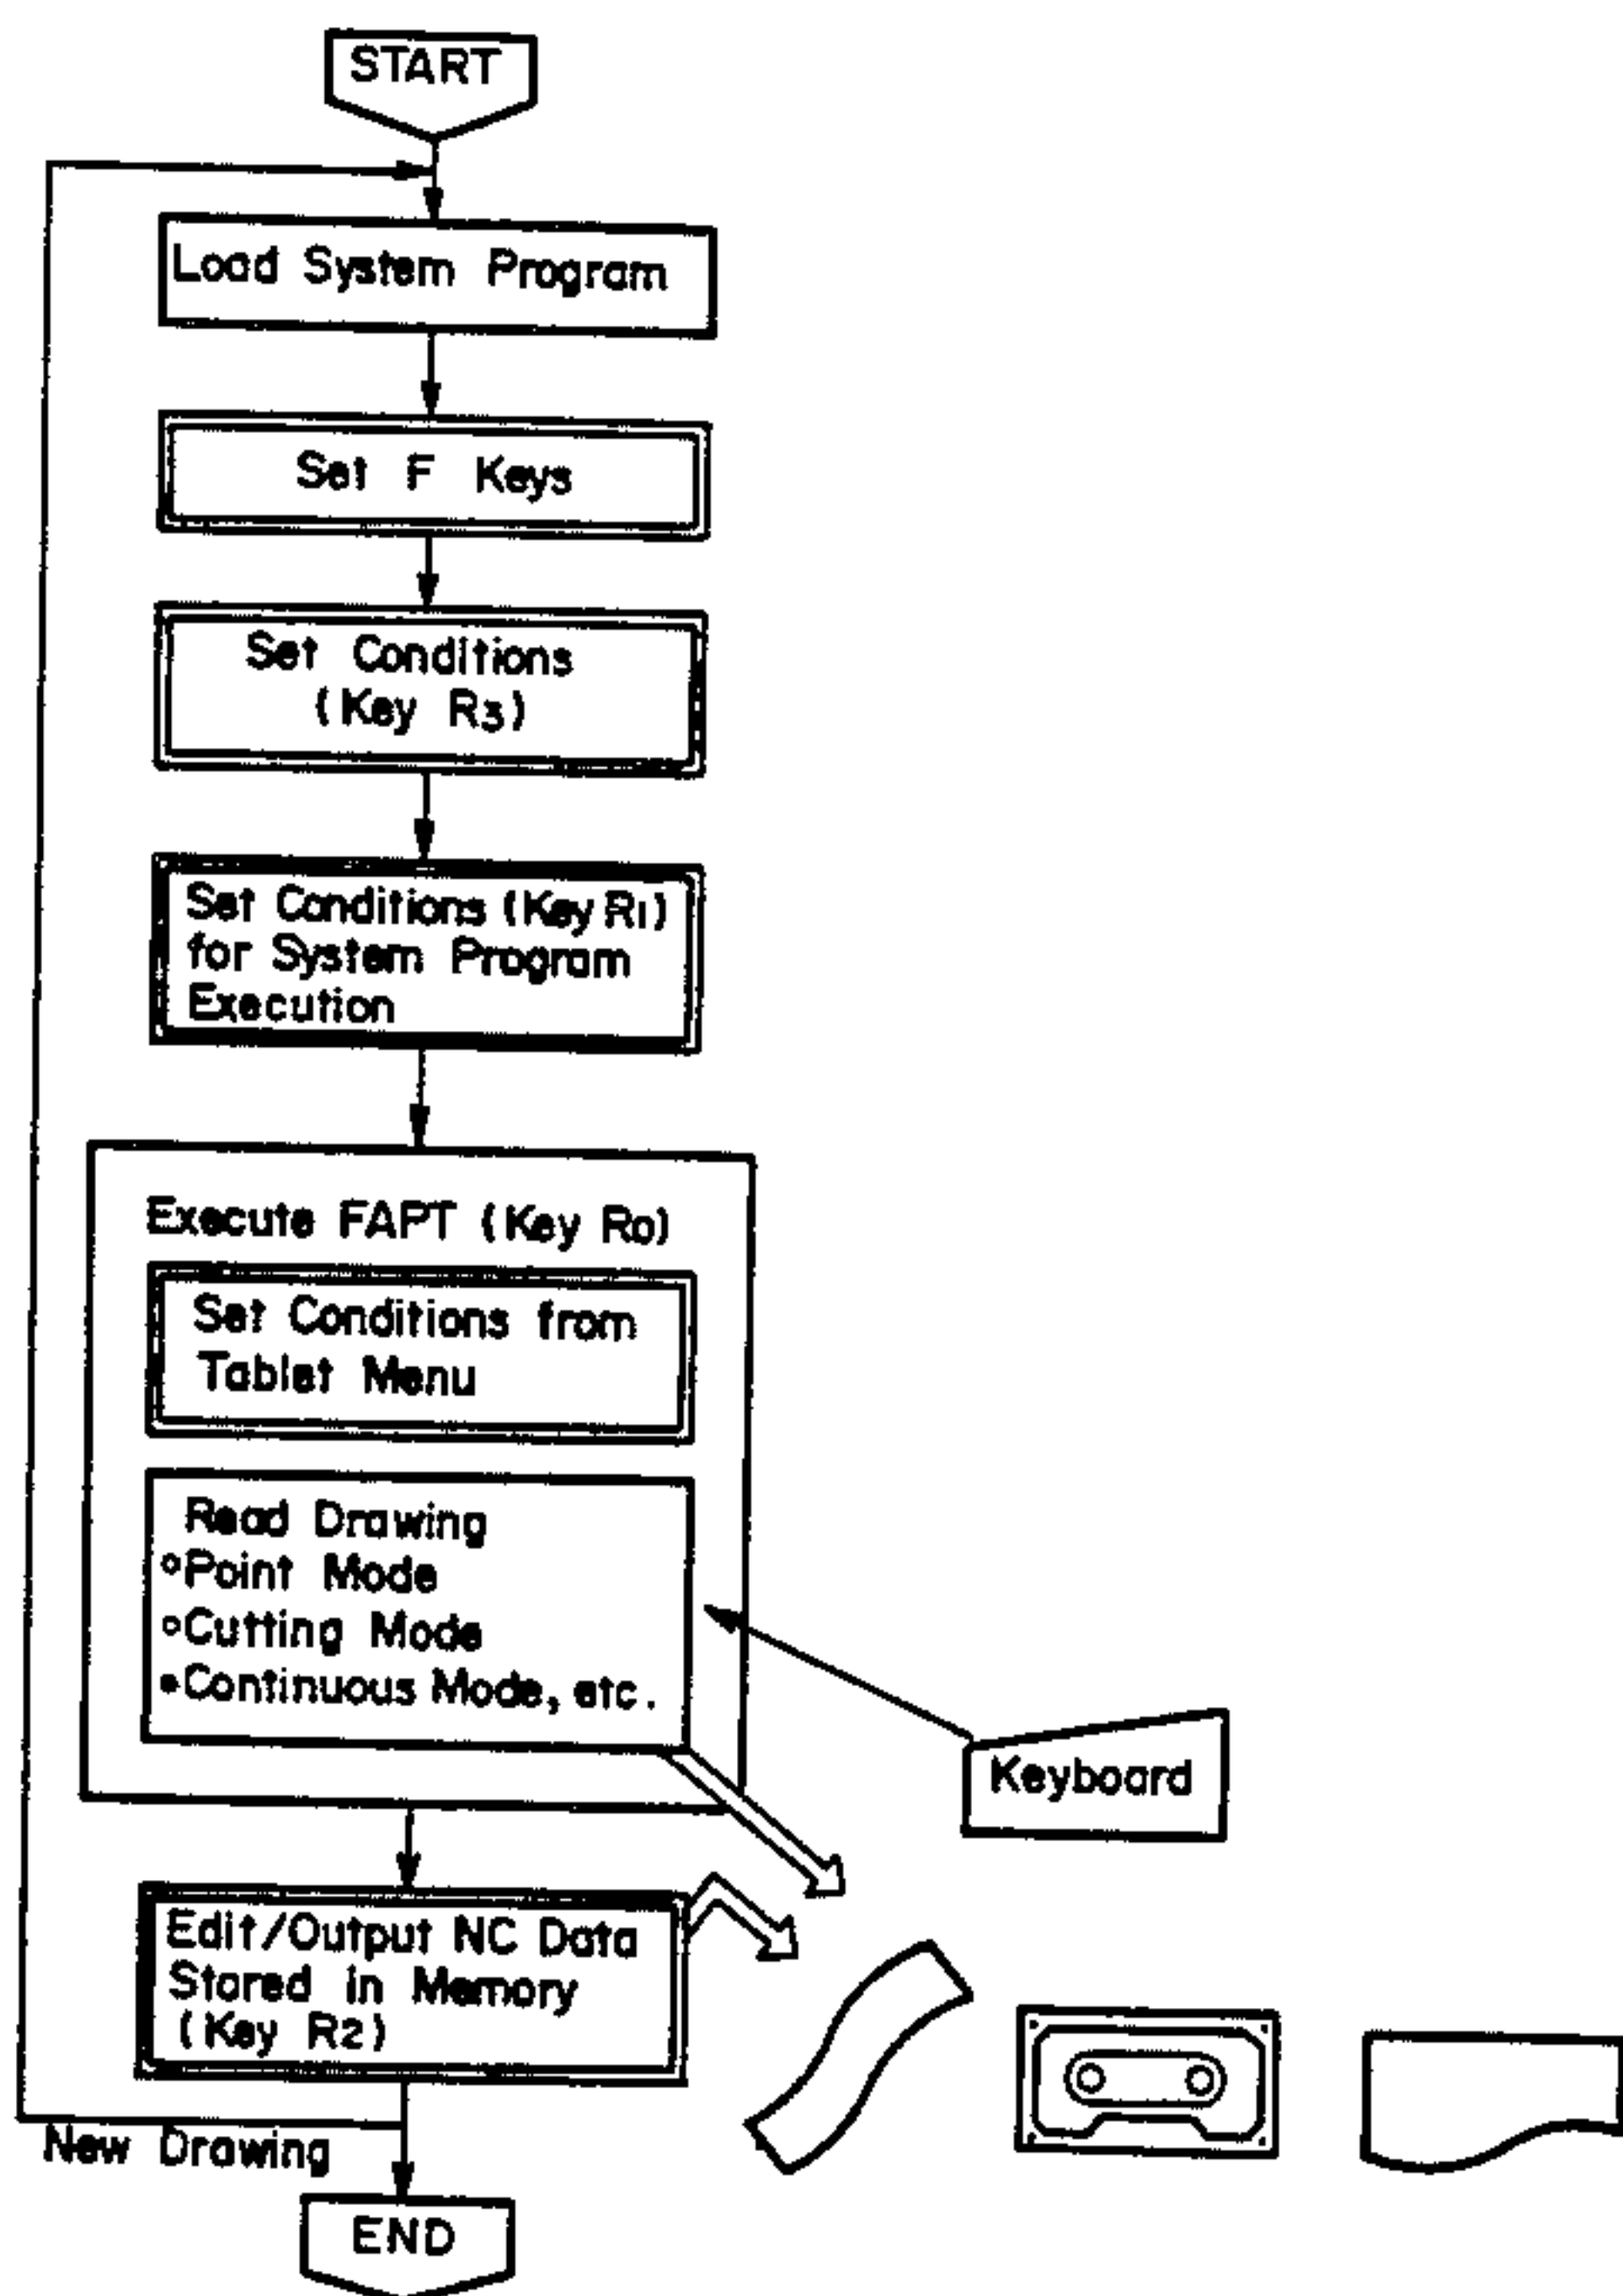 START
Load System Program
Set F Keys
Set Conditions
(Key R3)
Set Conditions (Key R1)
for System Program
Execution
Execute FAPT (Key R0)
Set Conditions from
Tablet Menu
Read Drawing
○Point Mode
○Cutting Mode
●Continuous Mode, etc.
Keyboard
Edit/Output NC Data
Stored in Memory
(Key R2)
New Drawing
END